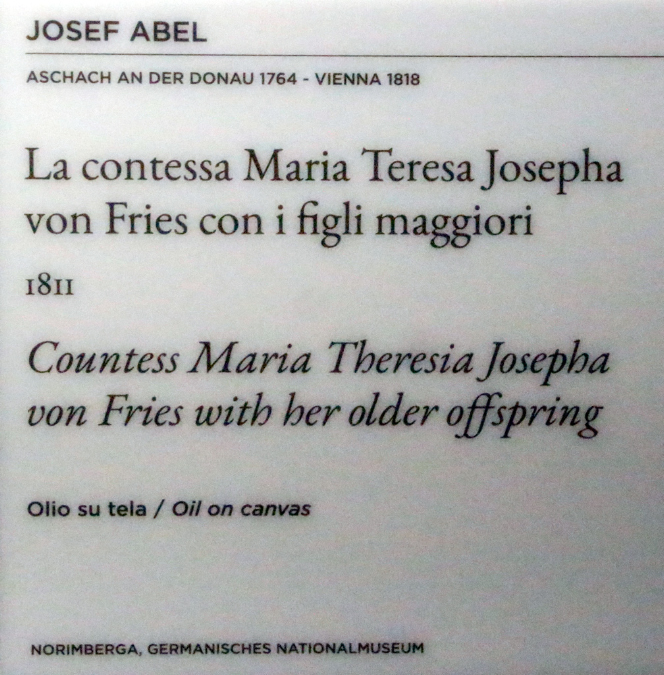 JOSEF ABEL
ASCHACH AN DER DONAU 1764 - VIENNA 1818
La contessa Maria Teresa Josepha
von Fries con i figli maggiori
1811
Countess Maria Theresia Josepha
von Fries with her older offspring
Olio su tela / Oil on canvas
NORIMBERGA, GERMANISCHES NATIONALMUSEUM